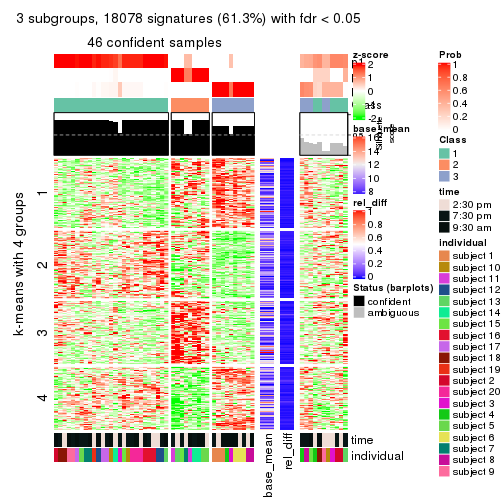 3 subgroups, 18078 signatures (61.3%) with fdr < 0.05
46 confident samples
k-means with 4 groups
1
2
3
4
z-score
2
1
0
-1
-2
base_mean
16
14
12
10
8
rel_diff
1
0.8
0.6
0.4
0.2
0
Status (barplots)
confident
ambiguous
time
individual
base_mean
rel_diff
Prob
1
0.8
0.6
0.4
0.2
0
Class
1
2
3
time
2:30 pm
7:30 pm
9:30 am
individual
subject 1
subject 10
subject 11
subject 12
subject 13
subject 14
subject 15
subject 16
subject 17
subject 18
subject 19
subject 2
subject 20
subject 3
subject 4
subject 5
subject 6
subject 7
subject 8
subject 9